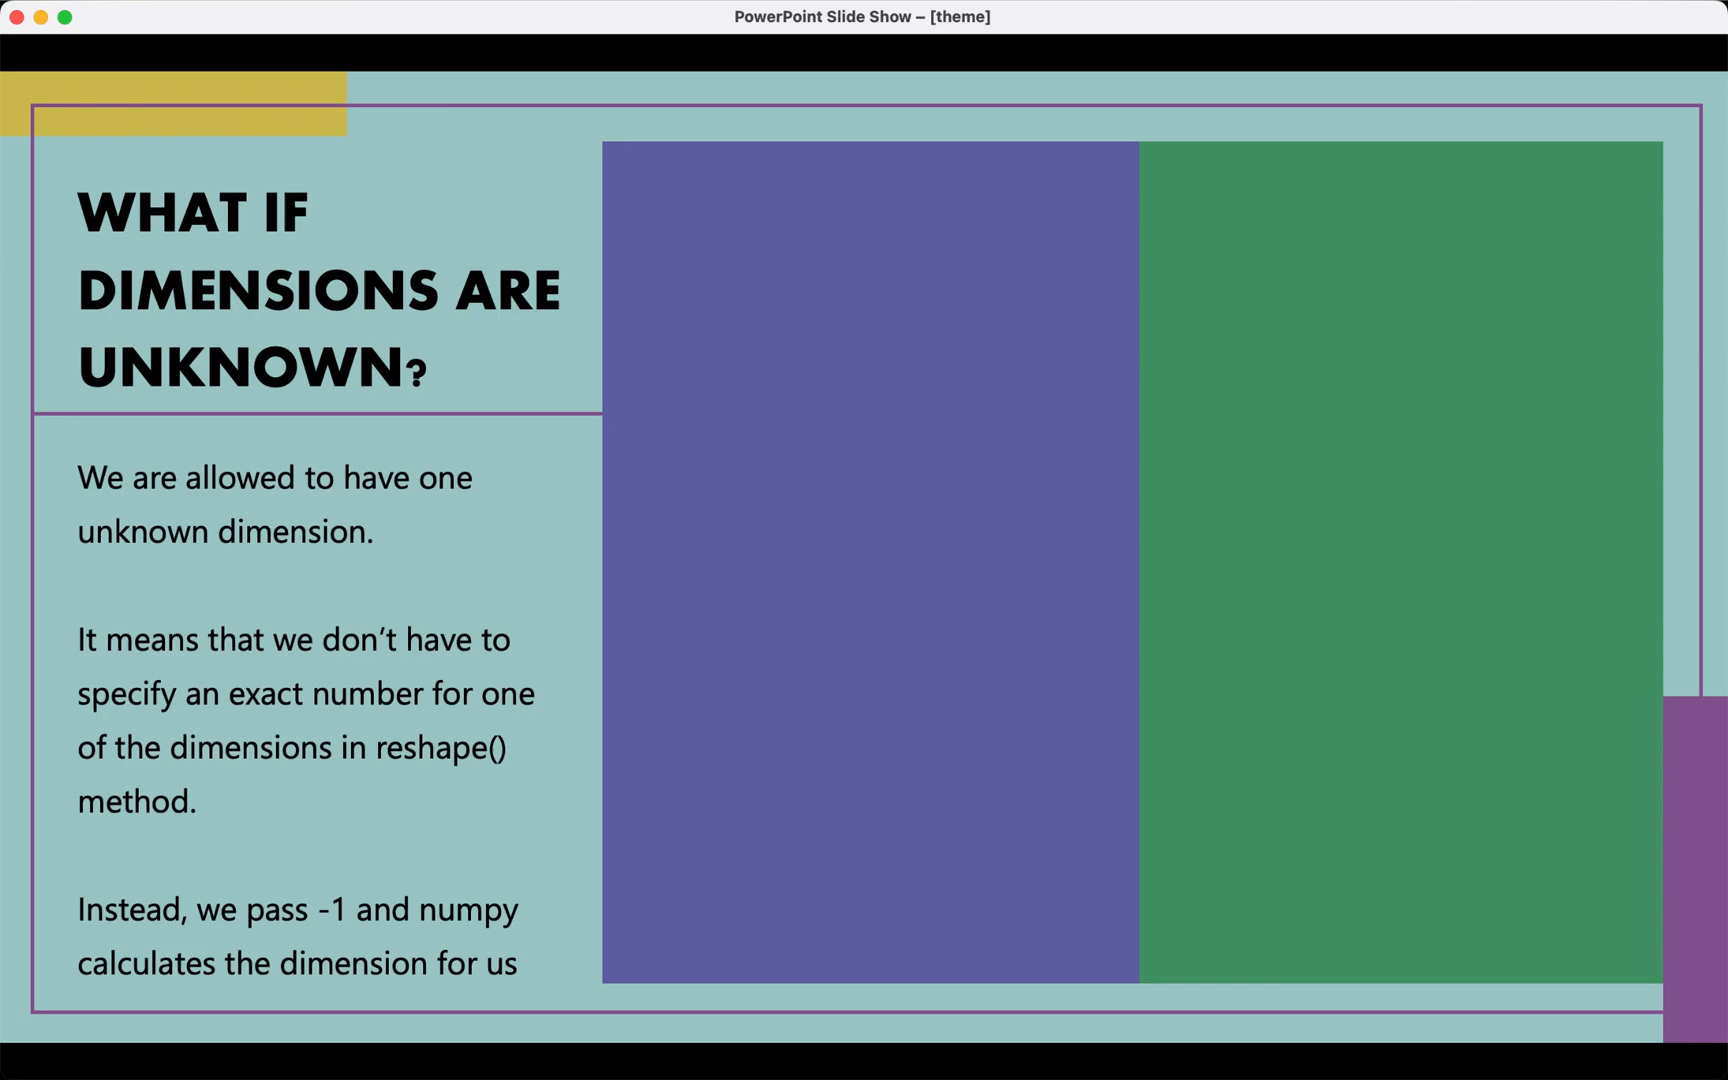 PowerPoint Slide Show – [theme]
WHAT IF
DIMENSIONS ARE
UNKNOWN?
We are allowed to have one
unknown dimension.
It means that we don’t have to
specify an exact number for one
of the dimensions in reshape()
method.
Instead, we pass -1 and numpy
calculates the dimension for us